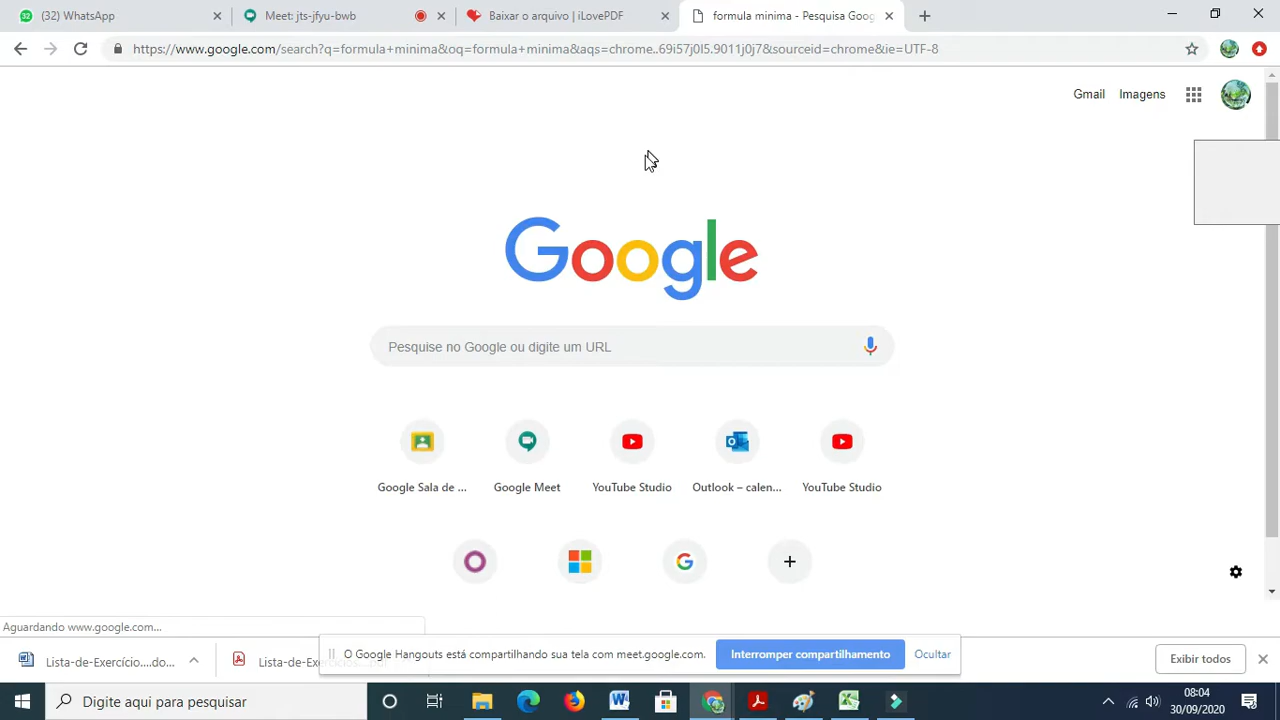 (32) WhatsApp
Meet: jts-jfyu-bwb
Baixar o arquivo | iLovePDF
formula minima - Pesquisa Goog
https://www.google.com/search?q=formula+minima&oq=formula+minima&aqs=chrome..69i57j0l5.9011j0j7&sourceid=chrome&ie=UTF-8
Gmail Imagens
Google
Pesquise no Google ou digite um URL
Google Sala de ...
Google Meet
YouTube Studio
Outlook – calen...
YouTube Studio
Aguardando www.google.com...
Lista-de-Exercício....do...
Lista-de-Exercícios....
O Google Hangouts está compartilhando sua tela com meet.google.com.
Interromper compartilhamento
Ocultar
Exibir todos
Digite aqui para pesquisar
08:04
30/09/2020